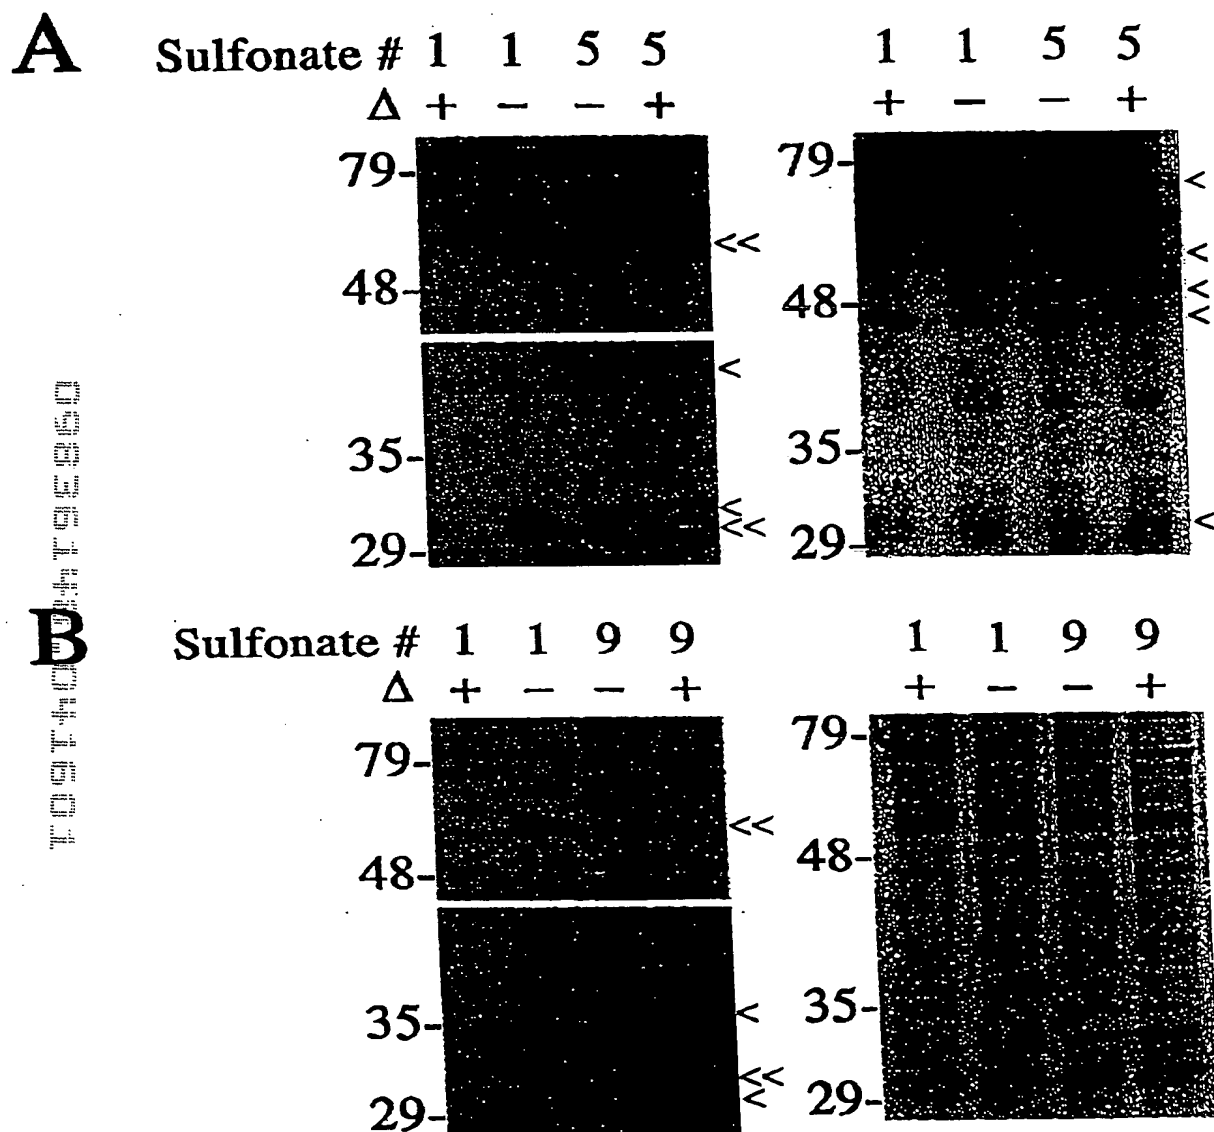 A Sulfonate # 1 1 5 5 1 1 5 5
Δ + − − + + − − +
79- 79- <
<< <
48- 48- <
<
< 
35- 35-
<
<< <
29- 29-
B Sulfonate # 1 1 9 9 1 1 9 9
Δ + − − + + − − +
79- 79-
<<
48- 48-
<
35- 35-
<<
<
29- 29-